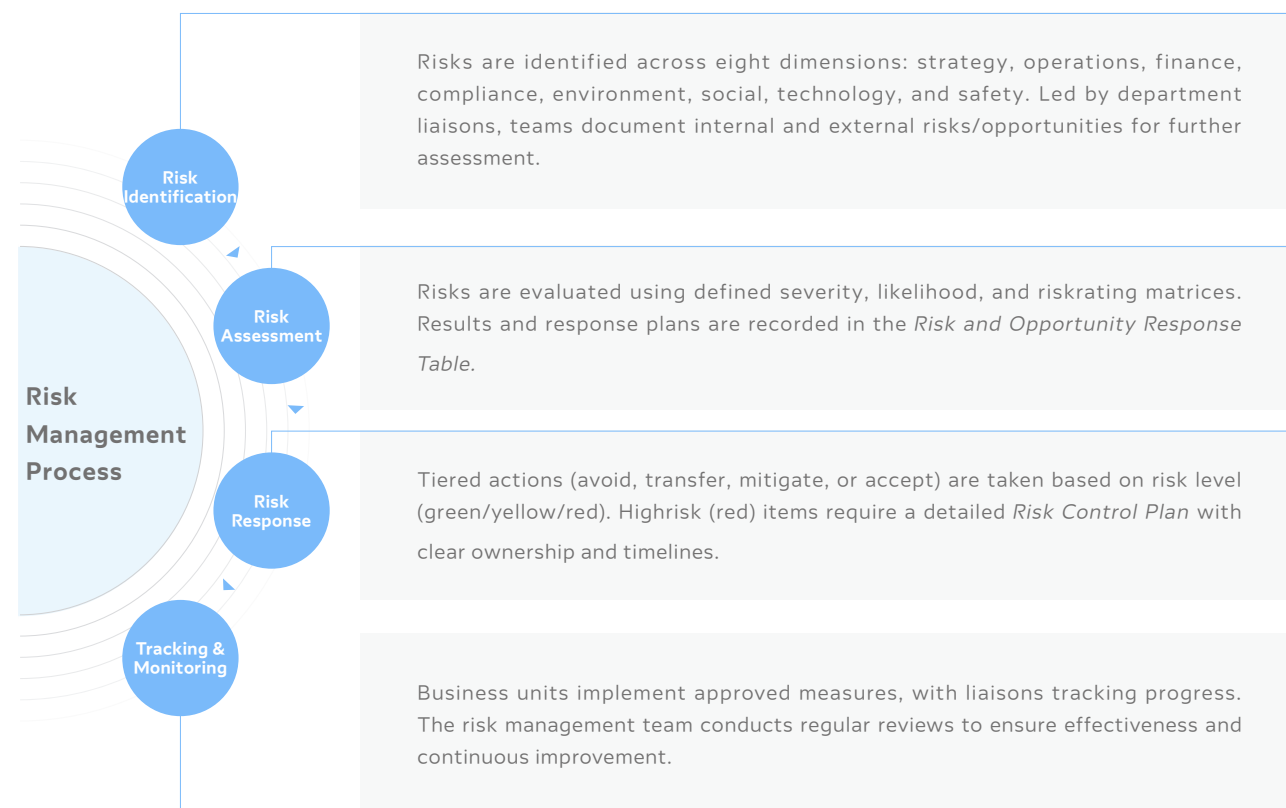 Risk
Management
Process
Risk
Identification
Risks are identified across eight dimensions: strategy, operations, finance,
compliance, environment, social, technology, and safety. Led by department
liaisons, teams document internal and external risks/opportunities for further
assessment.
Risk
Assessment
Risks are evaluated using defined severity, likelihood, and riskrating matrices.
Results and response plans are recorded in the Risk and Opportunity Response
Table.
Risk
Response
Tiered actions (avoid, transfer, mitigate, or accept) are taken based on risk level
(green/yellow/red). Highrisk (red) items require a detailed Risk Control Plan with
clear ownership and timelines.
Tracking &
Monitoring
Business units implement approved measures, with liaisons tracking progress.
The risk management team conducts regular reviews to ensure effectiveness and
continuous improvement.